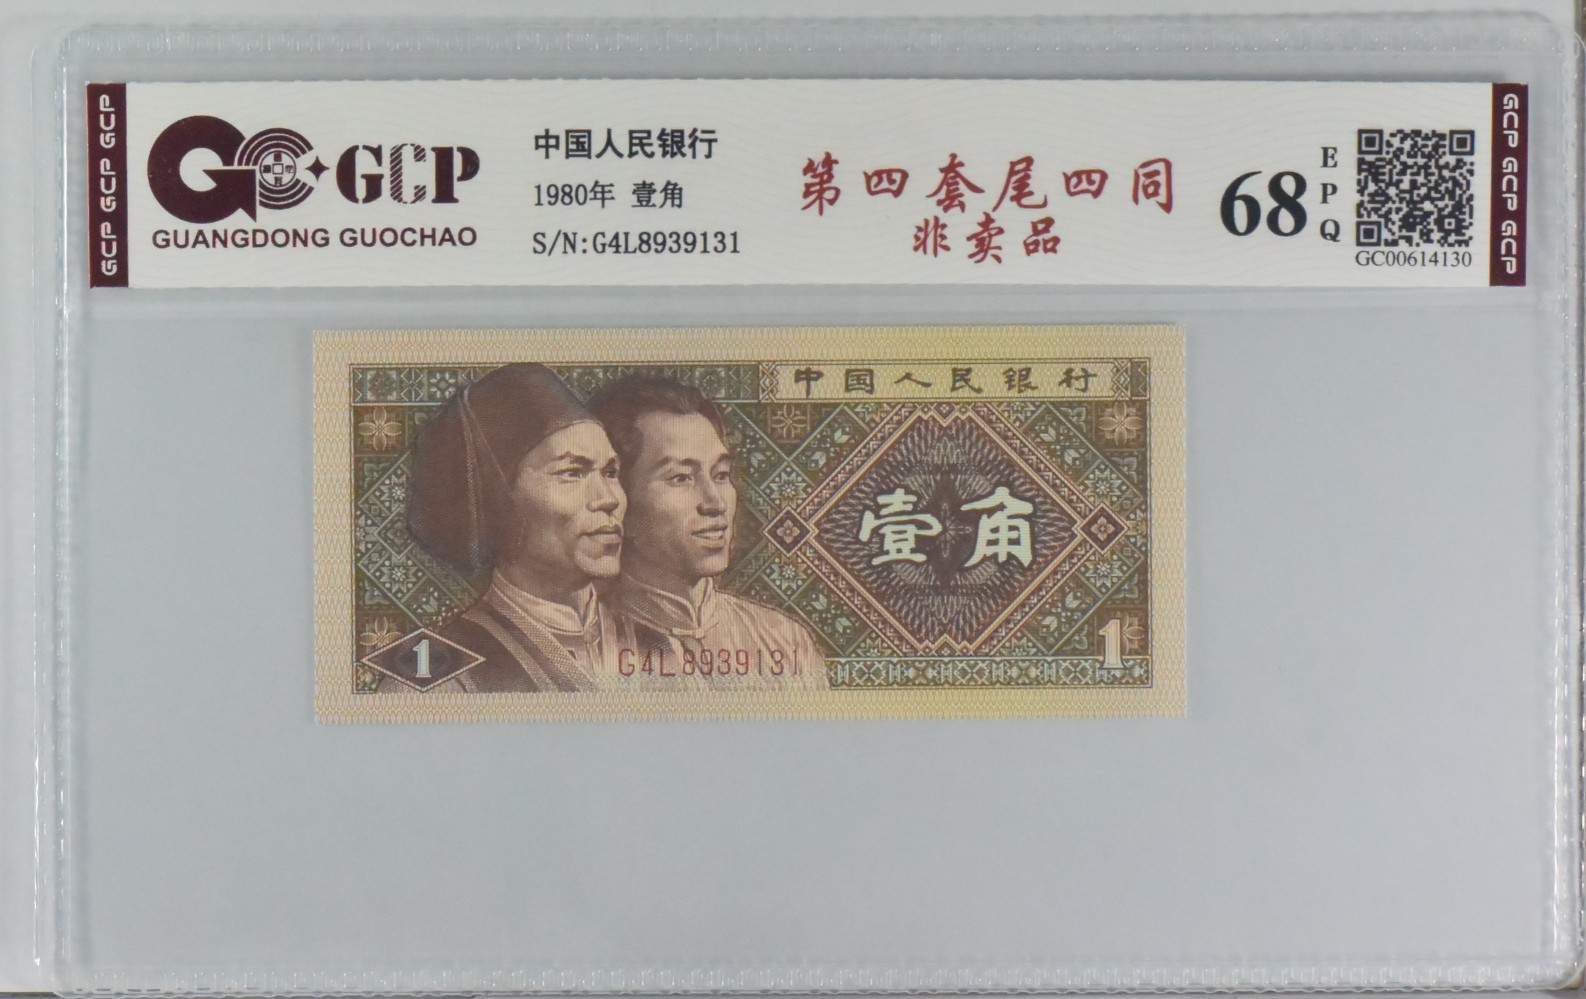 GCP GCP GCP
GCP
GUANGDONG GUOCHAO
中国人民银行
1980年 壹角
S/N:G4L8939131
第四套尾四同
非卖品
68
EPQ
GC00614130
GCP GCP GCP
中国人民银行
壹角
1
G4L8939131
1